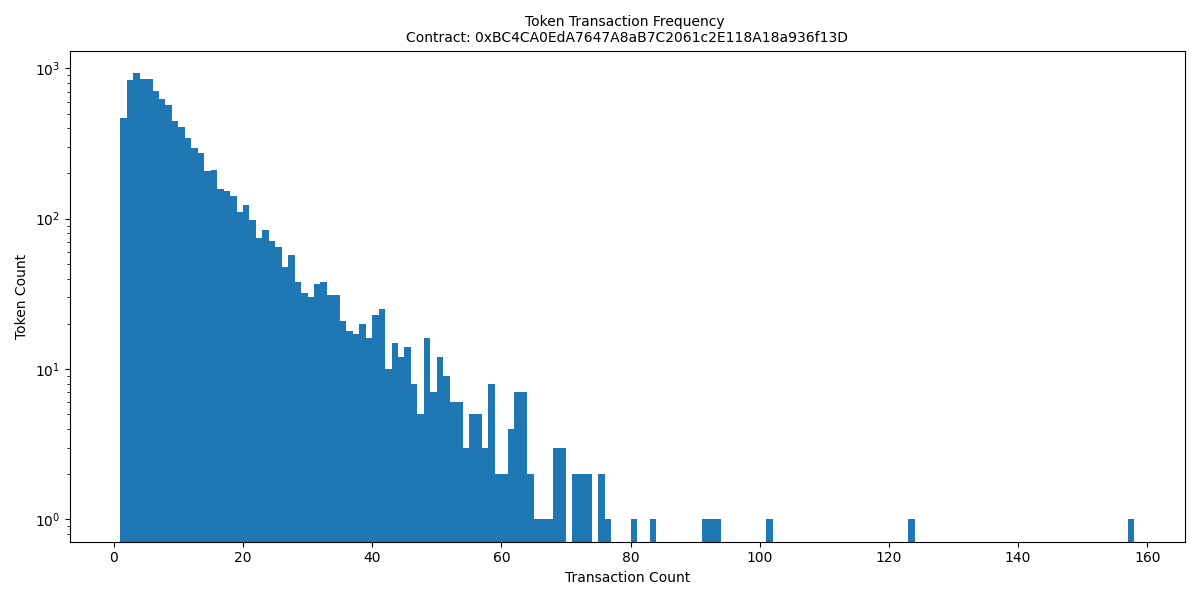 Token Transaction Frequency
Contract: 0xBC4CA0EdA7647A8aB7C2061c2E118A18a936f13D
Token Count
10³
10²
10¹
10⁰
0 20 40 60 80 100 120 140 160
Transaction Count